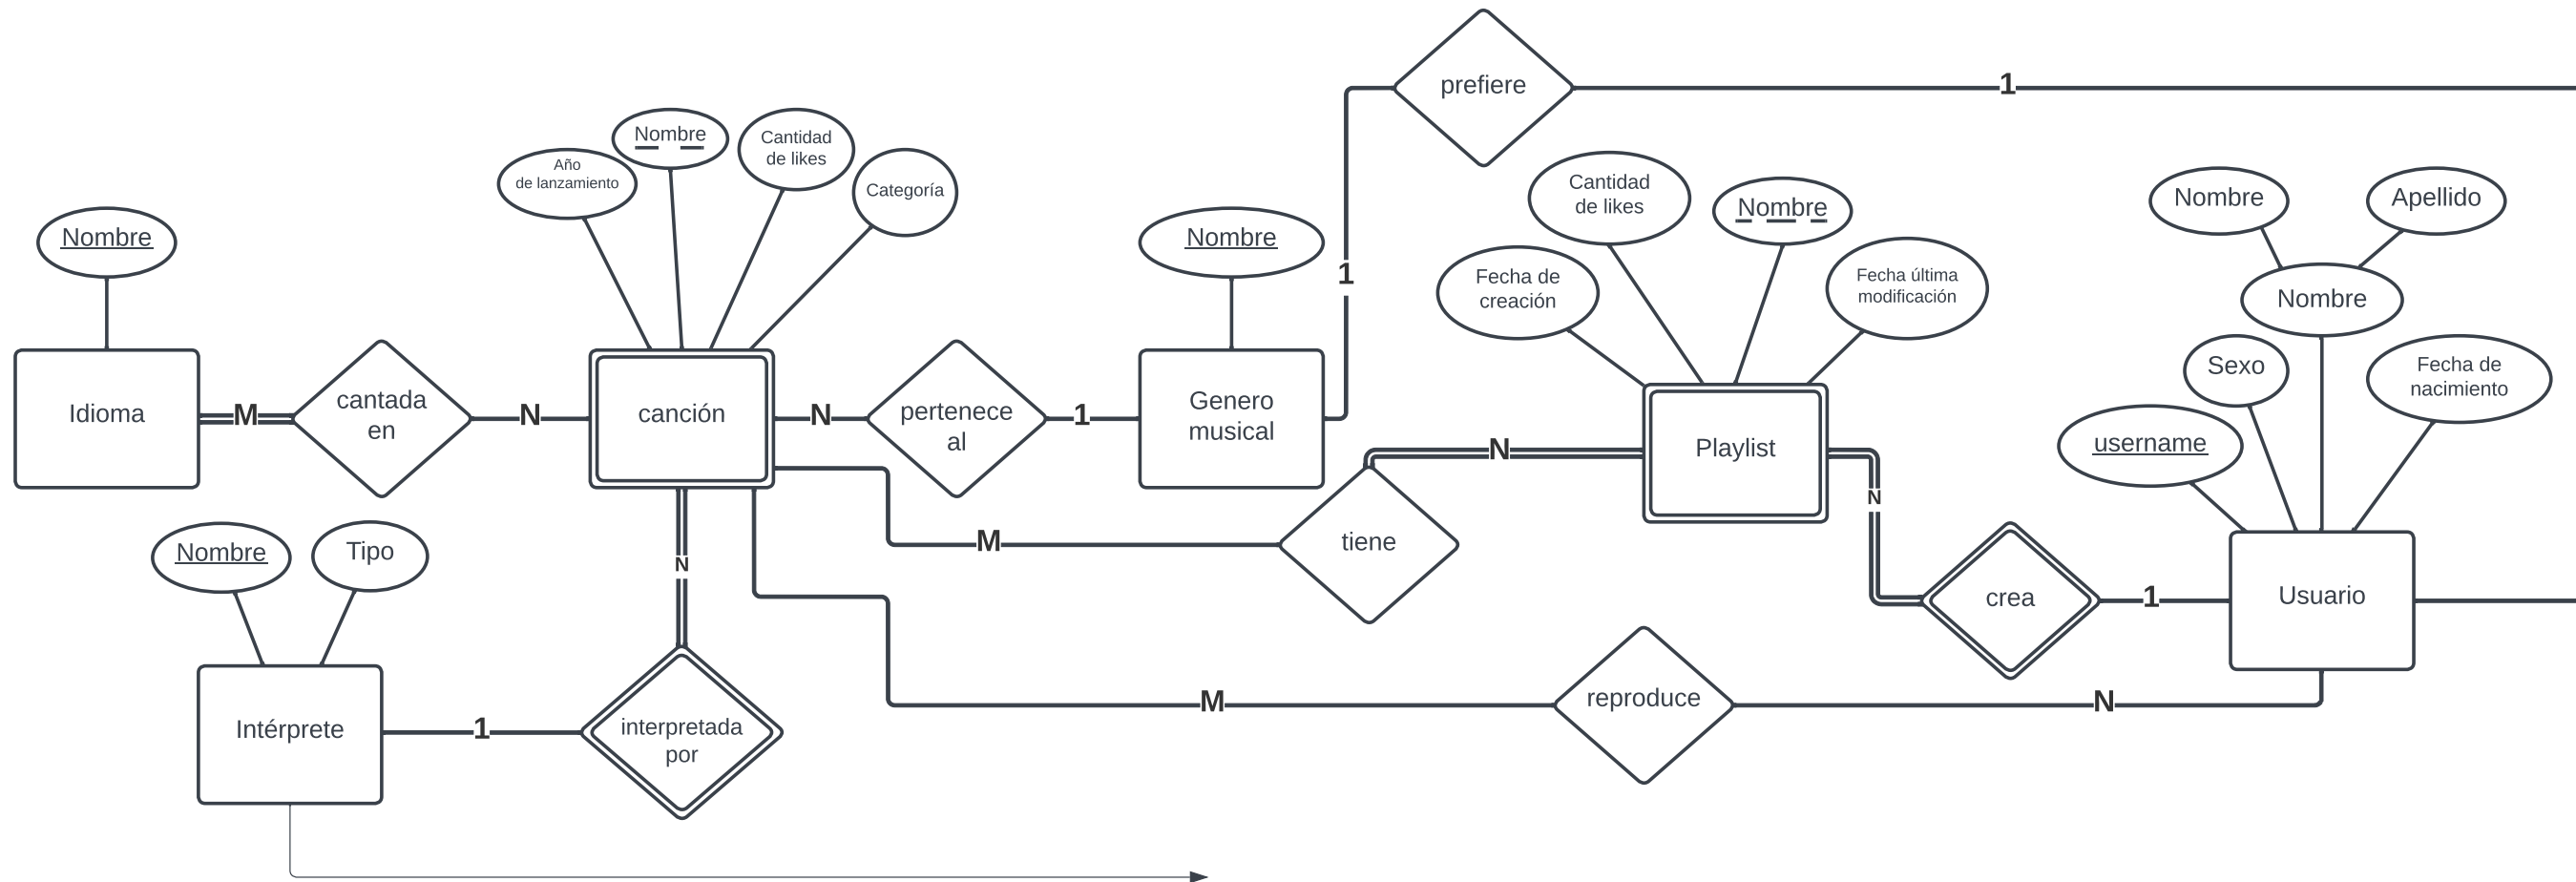 prefiere
1
Nombre
Cantidad
de likes
Año
de lanzamiento
Categoría
Cantidad
de likes
Nombre
Nombre
Apellido
Nombre
Nombre
1
Fecha de
creación
Fecha última
modificación
Nombre
Sexo
Fecha de
nacimiento
username
Idioma
M
cantada
en
N
canción
N
pertenece
al
1
Genero
musical
N
Playlist
N
M
tiene
Nombre
Tipo
N
crea
1
Usuario
Intérprete
1
interpretada
por
M
reproduce
N